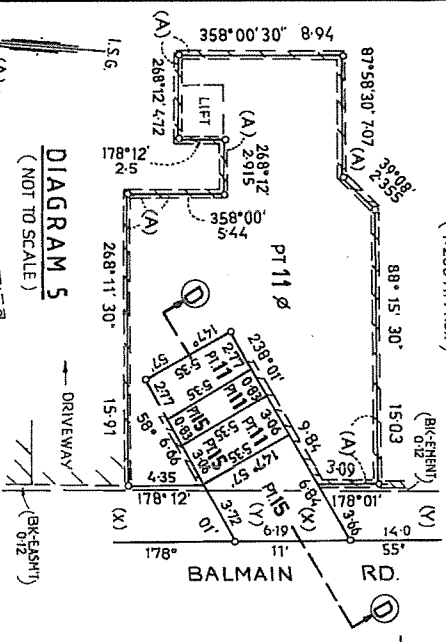 (A)
358°00' 30" 8·94
87°58'30" 7·07
I.S.G.
268°12' 4·72
LIFT
(A)
(A)
39°08'
2·355
178°12'
2·5
268°12'
2·915
(A)
358°00'
5·44
88° 15' 30" 15·03
DIAGRAM 5
(NOT TO SCALE)
PT 11 Ø
268°11' 30" 15·91
D
147° 57'
5·35
2·77
PT.11
238°01' 9·84
2·77
5·35
0·83
PT.11
PT.15
0·83
5·35
3·06
PT.11
PT.15
3·06
5·35
58° 6·66
147° 57'
(A)
3·09
(BK-EMENT)
0·12
← DRIVEWAY
4·35
178°12'
(X)
3·72
01'
(Y)
PT.15
(X)
6·84
178°01'
(Y)
6·19
3·66
14·0
178° 11' 55"
(BK-EASMT)
0·12
BALMAIN RD.
D